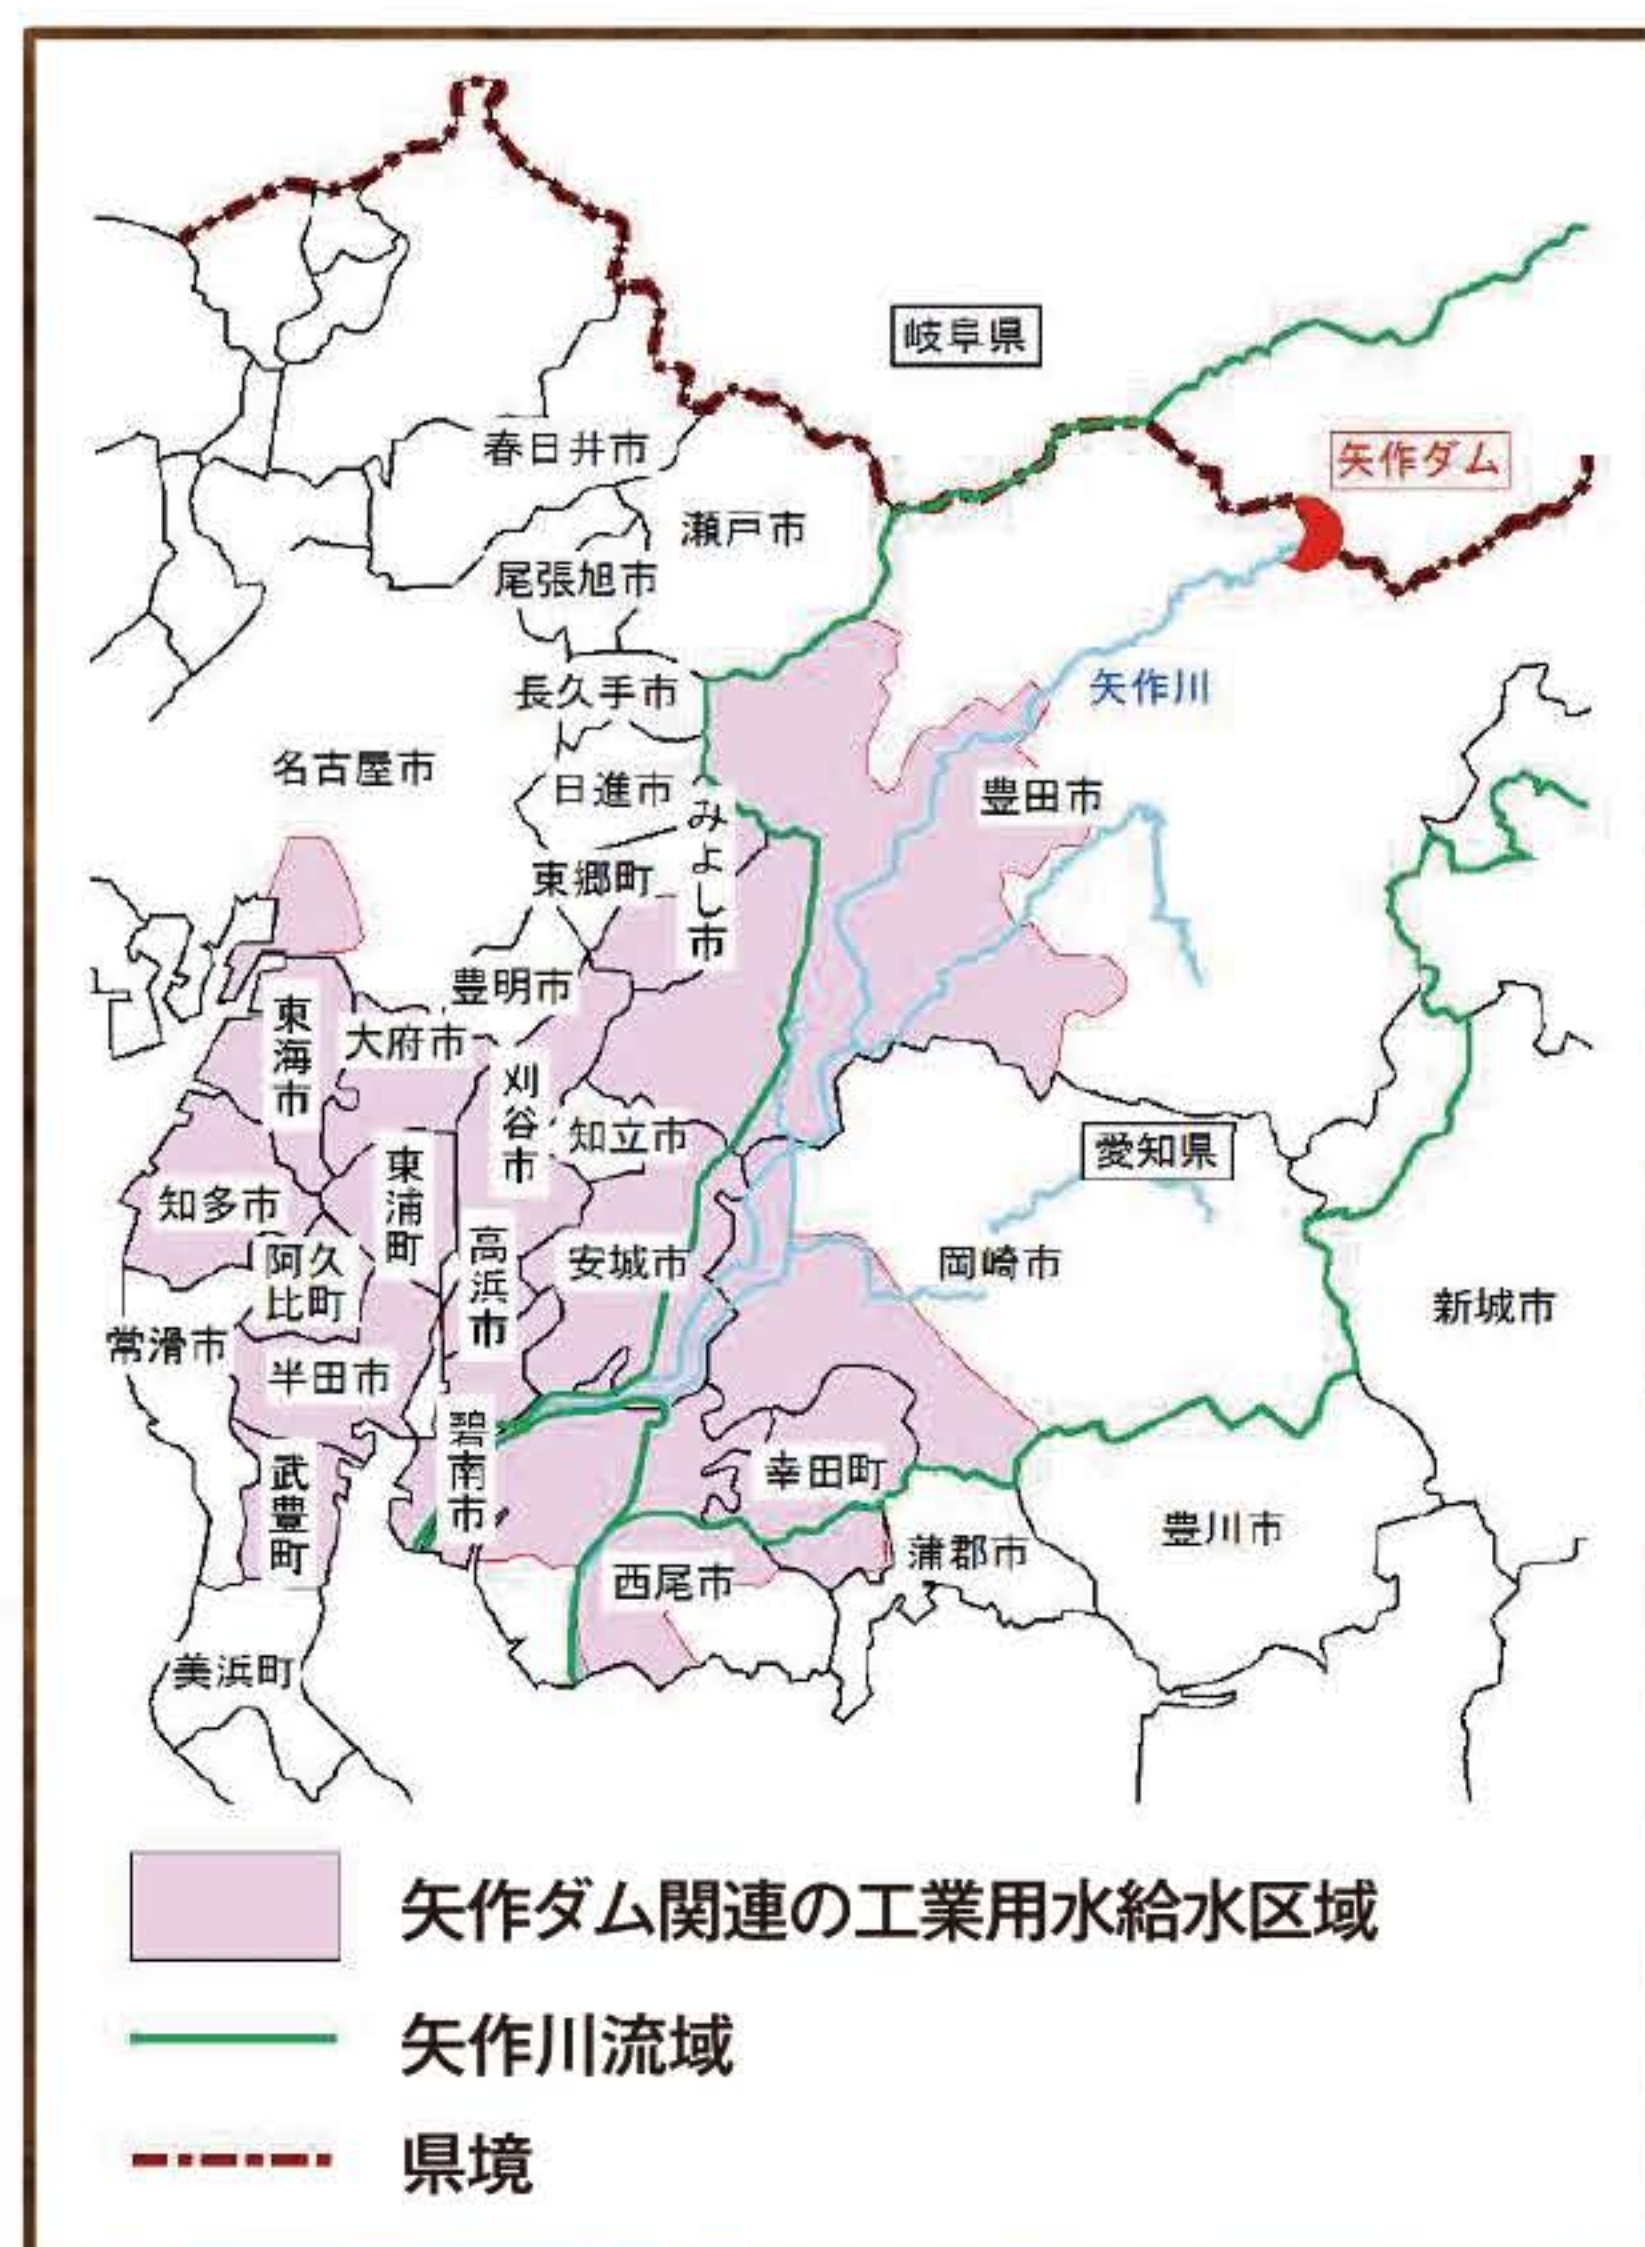 岐阜県
春日井市
矢作ダム
瀬戸市
尾張旭市
長久手市
矢作川
名古屋市
日進市
みよし市
豊田市
東郷町
豊明市
東海市
大府市
刈谷市
知立市
愛知県
東浦町
知多市
阿久
比町
高浜市
安城市
岡崎市
新城市
常滑市
半田市
碧南市
武豊町
幸田町
豊川市
蒲郡市
西尾市
美浜町
矢作ダム関連の工業用水給水区域
矢作川流域
県境